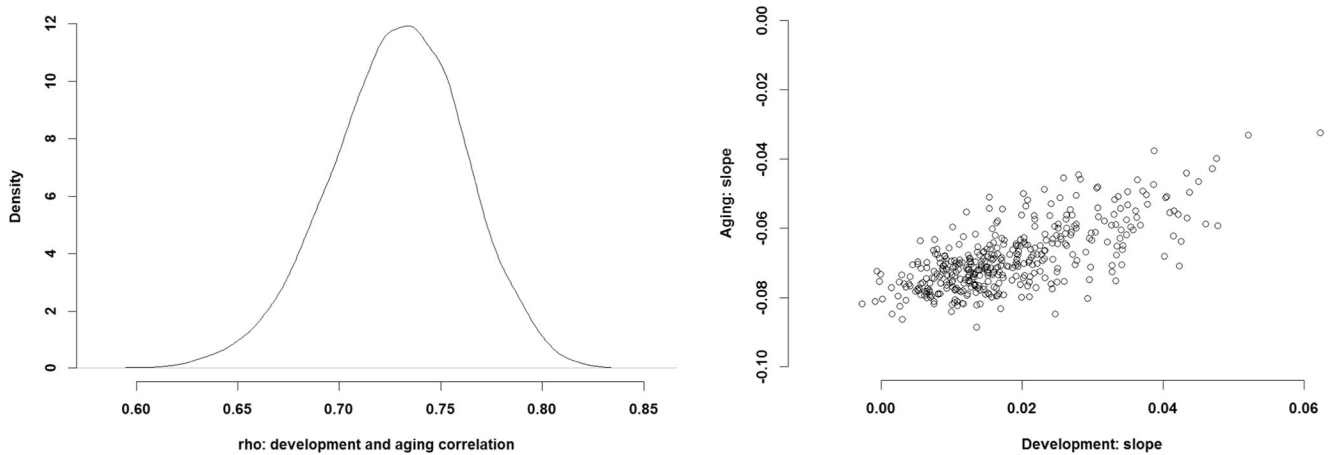 12
10
8
6
4
2
0
Density
0.60 0.65 0.70 0.75 0.80 0.85
rho: development and aging correlation
0.00
-0.02
-0.04
-0.06
-0.08
-0.10
Aging: slope
0.00 0.02 0.04 0.06
Development: slope